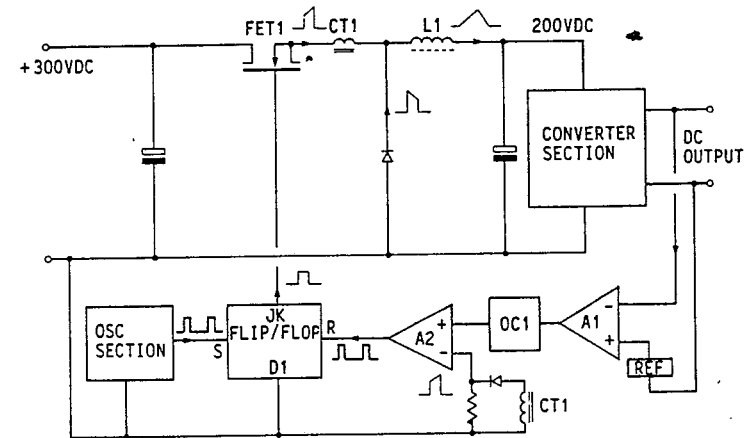 FET1
CT1
L1
200VDC
+300VDC
CONVERTER
SECTION
DC
OUTPUT
OSC
SECTION
S
JK
FLIP/FLOP
D1
R
A2
+
-
OC1
A1
-
+
REF
CT1